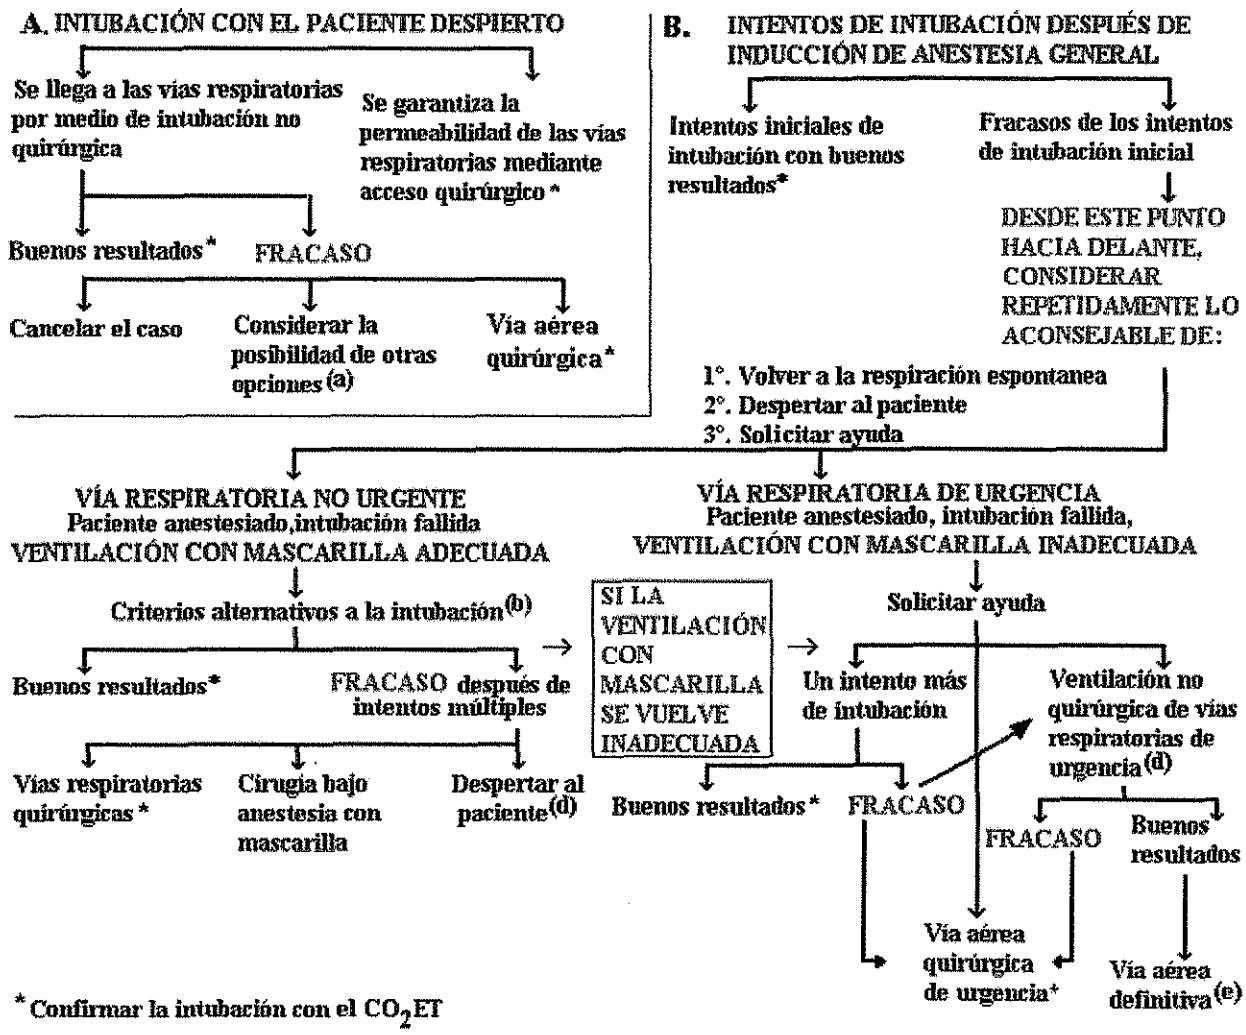 A. INTUBACIÓN CON EL PACIENTE DESPIERTO
Se llega a las vías respiratorias
por medio de intubación no
quirúrgica
Se garantiza la
permeabilidad de las vías
respiratorias mediante
acceso quirúrgico *
Buenos resultados *
FRACASO
Cancelar el caso
Considerar la
posibilidad de otras
opciones (a)
Vía aérea
quirúrgica *
B. INTENTOS DE INTUBACIÓN DESPUÉS DE
INDUCCIÓN DE ANESTESIA GENERAL
Intentos iniciales de
intubación con buenos
resultados*
Fracasos de los intentos
de intubación inicial
DESDE ESTE PUNTO
HACIA DELANTE,
CONSIDERAR
REPETIDAMENTE LO
ACONSEJABLE DE:
1°. Volver a la respiración espontanea
2°. Despertar al paciente
3°. Solicitar ayuda
VÍA RESPIRATORIA NO URGENTE
Paciente anestesiado,intubación fallida
VENTILACIÓN CON MASCARILLA ADECUADA
Criterios alternativos a la intubación (b)
Buenos resultados*
FRACASO después de
intentos múltiples
Vías respiratorias
quirúrgicas *
Cirugía bajo
anestesia con
mascarilla
Despertar al
paciente (d)
SI LA
VENTILACIÓN
CON
MASCARILLA
SE VUELVE
INADECUADA
VÍA RESPIRATORIA DE URGENCIA
Paciente anestesiado, intubación fallida,
VENTILACIÓN CON MASCARILLA INADECUADA
Solicitar ayuda
Un intento más
de intubación
Ventilación no
quirúrgica de vías
respiratorias de
urgencia (d)
Buenos resultados *
FRACASO
FRACASO
Buenos
resultados
Vía aérea
quirúrgica
de urgencia*
Vía aérea
definitiva (e)
* Confirmar la intubación con el CO2ET